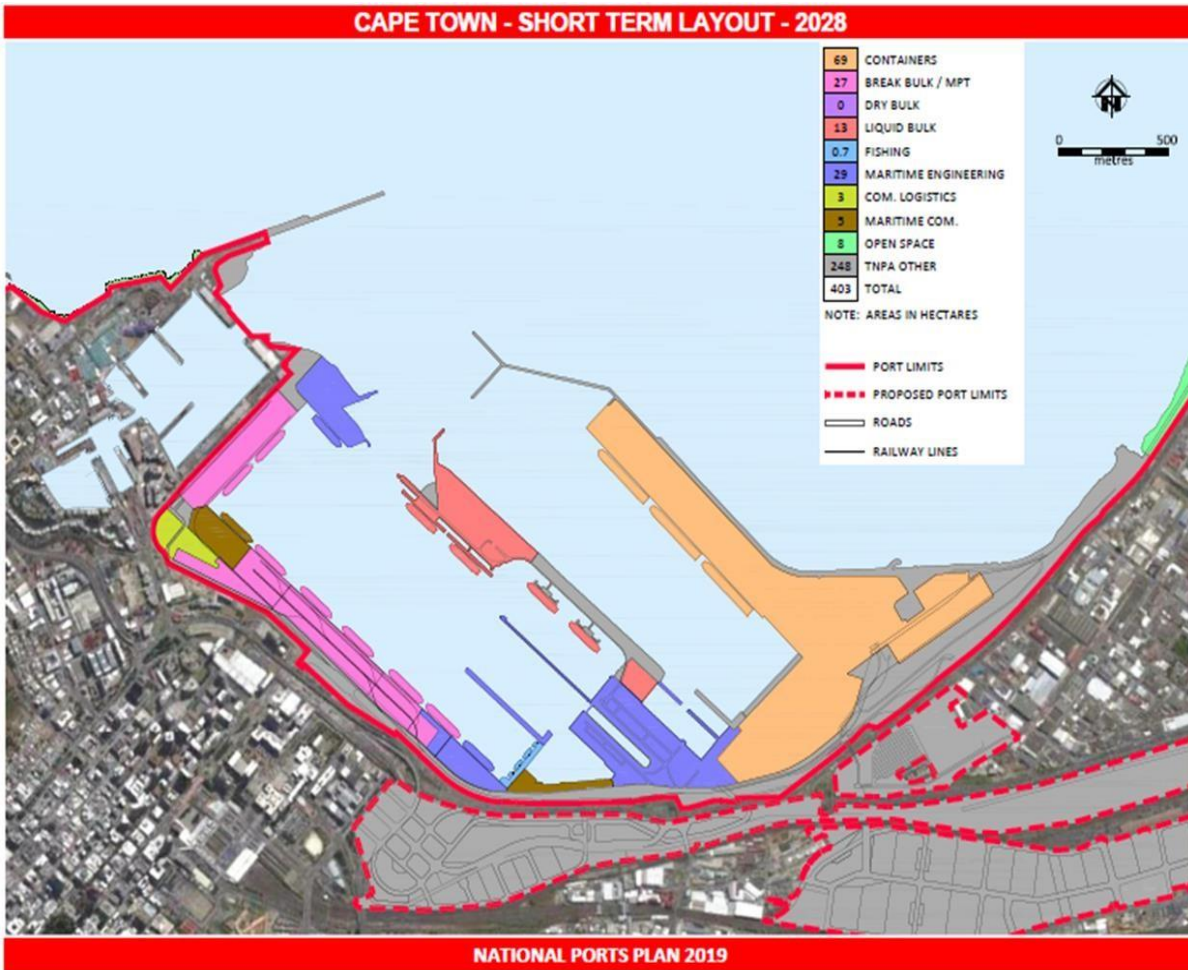 CAPE TOWN - SHORT TERM LAYOUT - 2028
69 CONTAINERS
27 BREAK BULK / MPT
0 DRY BULK
13 LIQUID BULK
0.7 FISHING
29 MARITIME ENGINEERING
3 COM. LOGISTICS
5 MARITIME COM.
8 OPEN SPACE
248 TNPA OTHER
403 TOTAL
NOTE: AREAS IN HECTARES
PORT LIMITS
PROPOSED PORT LIMITS
ROADS
RAILWAY LINES
N
0 500
metres
NATIONAL PORTS PLAN 2019